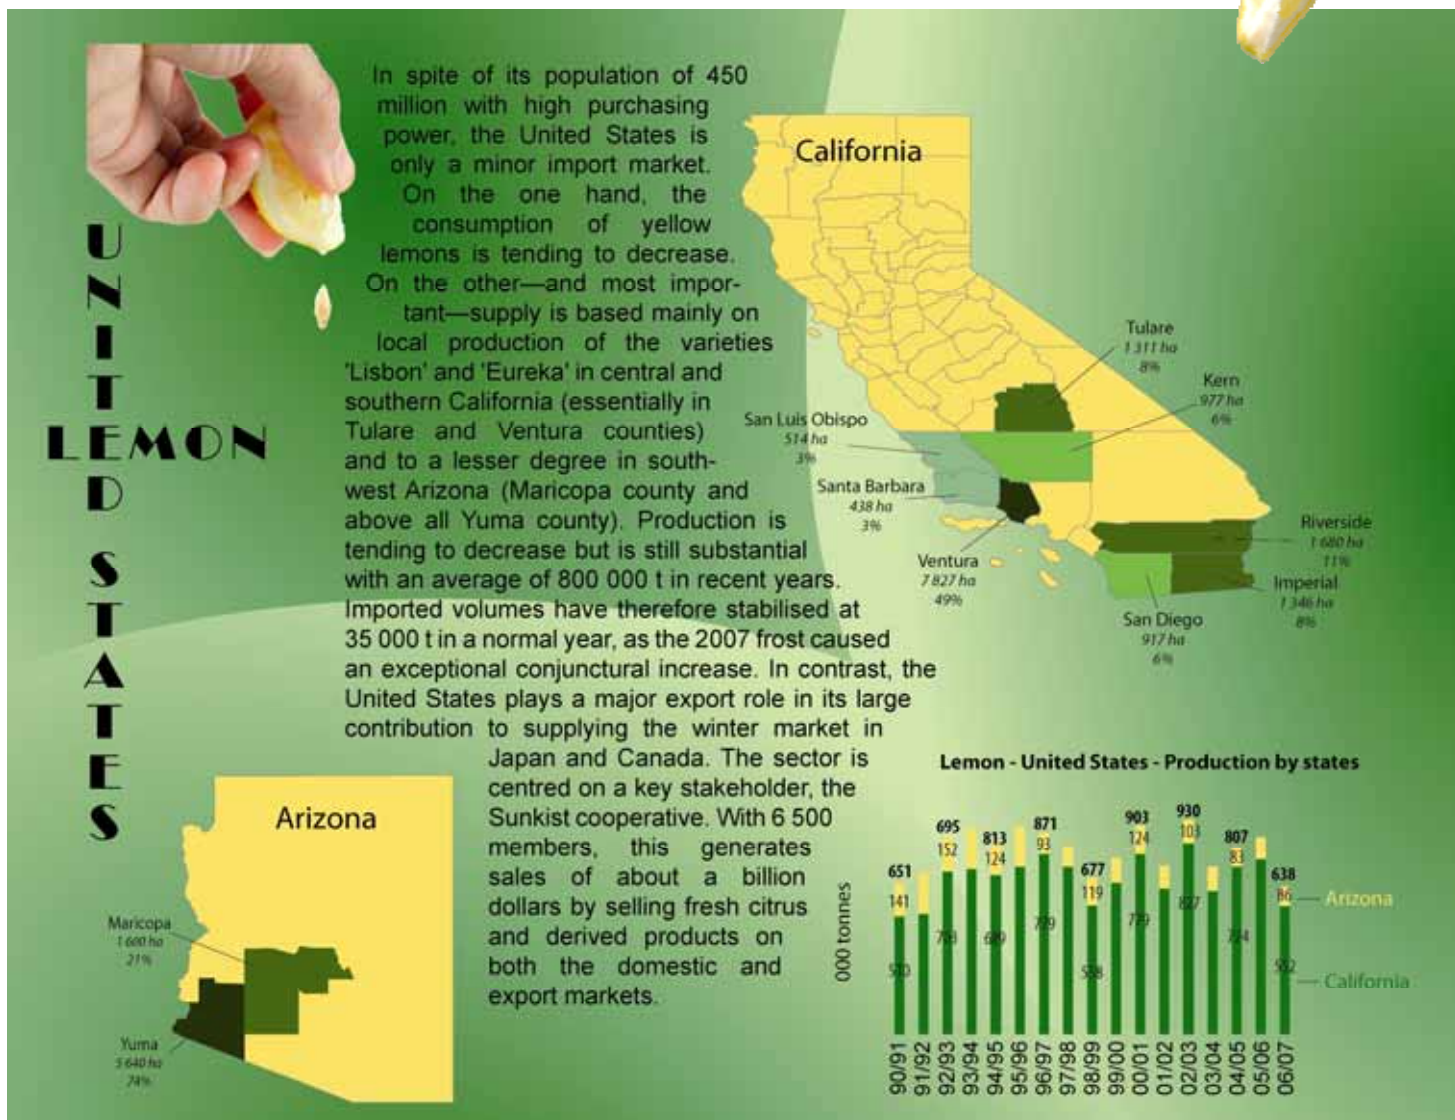 UNITED STATES
LEMON
In spite of its population of 450
million with high purchasing
power, the United States is
only a minor import market.
On the one hand, the
consumption of yellow
lemons is tending to decrease.
On the other—and most impor-
tant—supply is based mainly on
local production of the varieties
'Lisbon' and 'Eureka' in central and
southern California (essentially in
Tulare and Ventura counties)
and to a lesser degree in south-
west Arizona (Maricopa county and
above all Yuma county). Production is
tending to decrease but is still substantial
with an average of 800 000 t in recent years.
Imported volumes have therefore stabilised at
35 000 t in a normal year, as the 2007 frost caused
an exceptional conjunctural increase. In contrast, the
United States plays a major export role in its large
contribution to supplying the winter market in
Japan and Canada. The sector is
centred on a key stakeholder, the
Sunkist cooperative. With 6 500
members, this generates
sales of about a billion
dollars by selling fresh citrus
and derived products on
both the domestic and
export markets.
California
Tulare
1 311 ha
8%
Kern
977 ha
6%
San Luis Obispo
514 ha
3%
Santa Barbara
438 ha
3%
Ventura
7 827 ha
49%
Riverside
1 680 ha
11%
Imperial
1 346 ha
8%
San Diego
917 ha
6%
Arizona
Maricopa
1 600 ha
21%
Yuma
5 640 ha
74%
Lemon - United States - Production by states
000 tonnes
651
141
510
695
152
813
124
689
871
93
779
677
119
558
903
124
779
930
103
827
807
83
724
638
86
552
Arizona
California
90/91
91/92
92/93
93/94
94/95
95/96
96/97
97/98
98/99
99/00
00/01
01/02
02/03
03/04
04/05
05/06
06/07